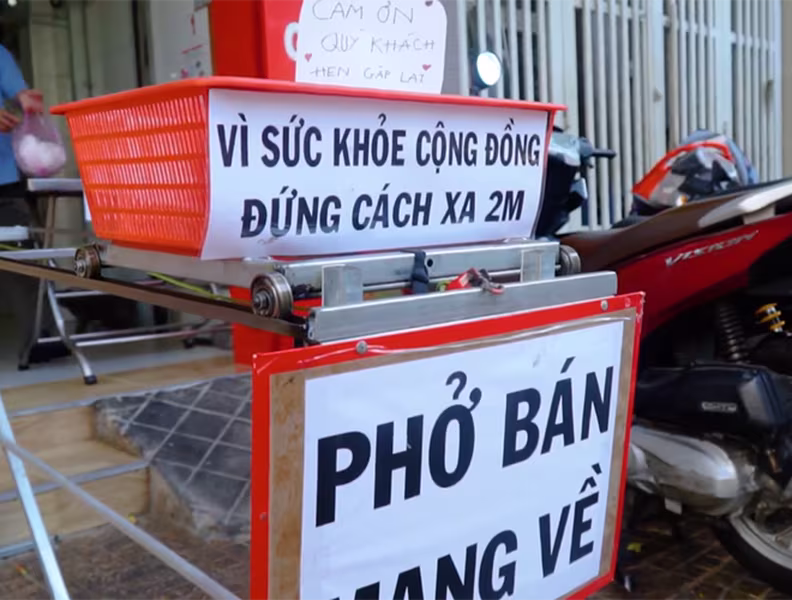 CẢM ƠN
QUÝ KHÁCH
HẸN GẶP LẠI
VÌ SỨC KHỎE CỘNG ĐỒNG
ĐỨNG CÁCH XA 2M
VISION
PHỞ BÁN
MANG VỀ